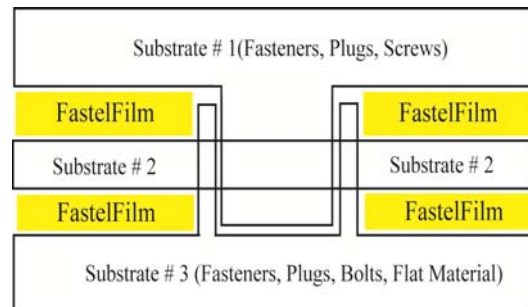 Substrate # 1(Fasteners, Plugs, Screws)
FastelFilm
FastelFilm
Substrate # 2
Substrate # 2
FastelFilm
FastelFilm
Substrate # 3 (Fasteners, Plugs, Bolts, Flat Material)